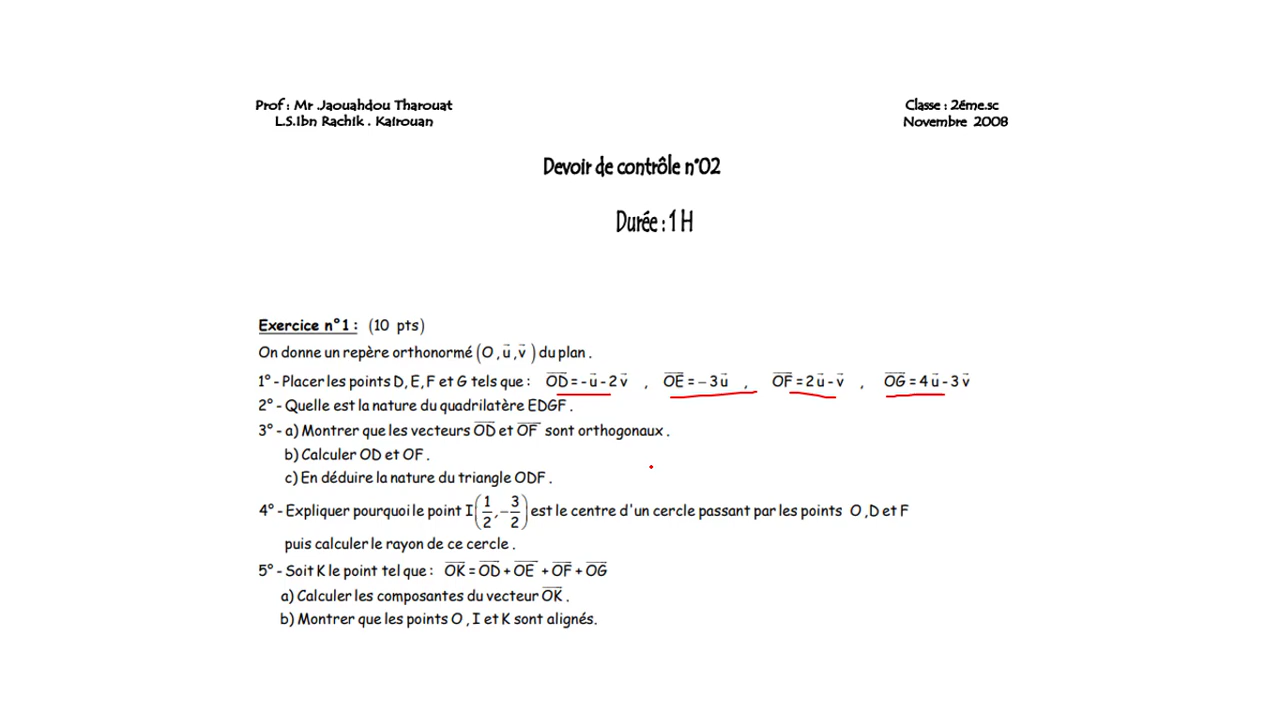 Prof : Mr .Jaouahdou Tharouat
Classe : 2éme.sc
L.S.Ibn Rachik . Kairouan
Novembre 2008
Devoir de contrôle n°02
Durée : 1 H
Exercice n°1 : (10 pts)
On donne un repère orthonormé (O , u⃗ , v⃗ ) du plan .
1° - Placer les points D, E, F et G tels que : OD = - u⃗ - 2 v⃗ , OE = – 3 u⃗ , OF = 2 u⃗ - v⃗ , OG = 4 u⃗ - 3 v⃗
2° - Quelle est la nature du quadrilatère EDGF .
3° - a) Montrer que les vecteurs OD et OF sont orthogonaux .
b) Calculer OD et OF .
c) En déduire la nature du triangle ODF .
4° - Expliquer pourquoi le point I(1/2 , –3/2) est le centre d'un cercle passant par les points O ,D et F
puis calculer le rayon de ce cercle .
5° - Soit K le point tel que : OK = OD + OE + OF + OG
a) Calculer les composantes du vecteur OK .
b) Montrer que les points O , I et K sont alignés.